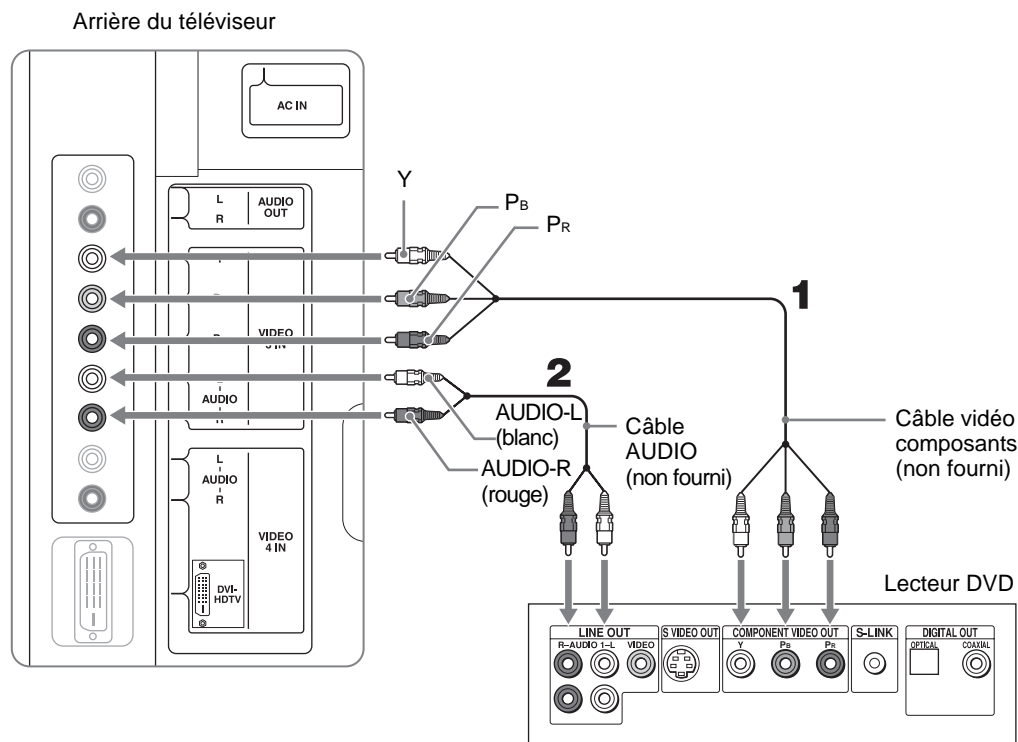 Arrière du téléviseur
AC IN
L
R
AUDIO
OUT
Y
PB
PR
1
VIDEO
AUDIO
2
AUDIO-L
(blanc)
AUDIO-R
(rouge)
Câble
AUDIO
(non fourni)
Câble vidéo
composants
(non fourni)
L
AUDIO
R
VIDEO
4 IN
DVI-
HDTV
Lecteur DVD
LINE OUT
R–AUDIO 1–L
VIDEO
S VIDEO OUT
COMPONENT VIDEO OUT
Y
PB
PR
S-LINK
DIGITAL OUT
OPTICAL
COAXIAL